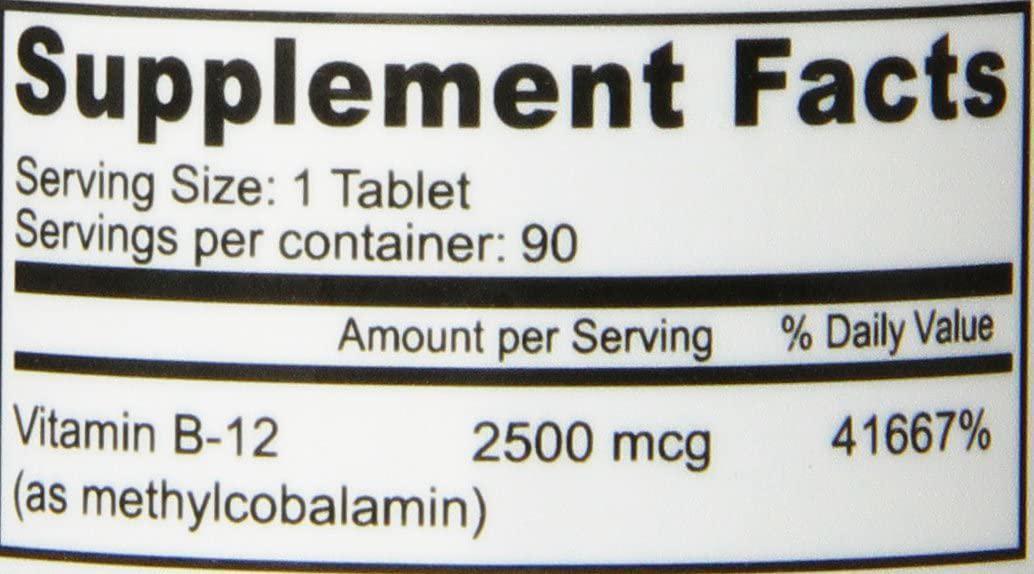 Supplement Facts
Serving Size: 1 Tablet
Servings per container: 90
Amount per Serving % Daily Value
Vitamin B-12 2500 mcg 41667%
(as methylcobalamin)